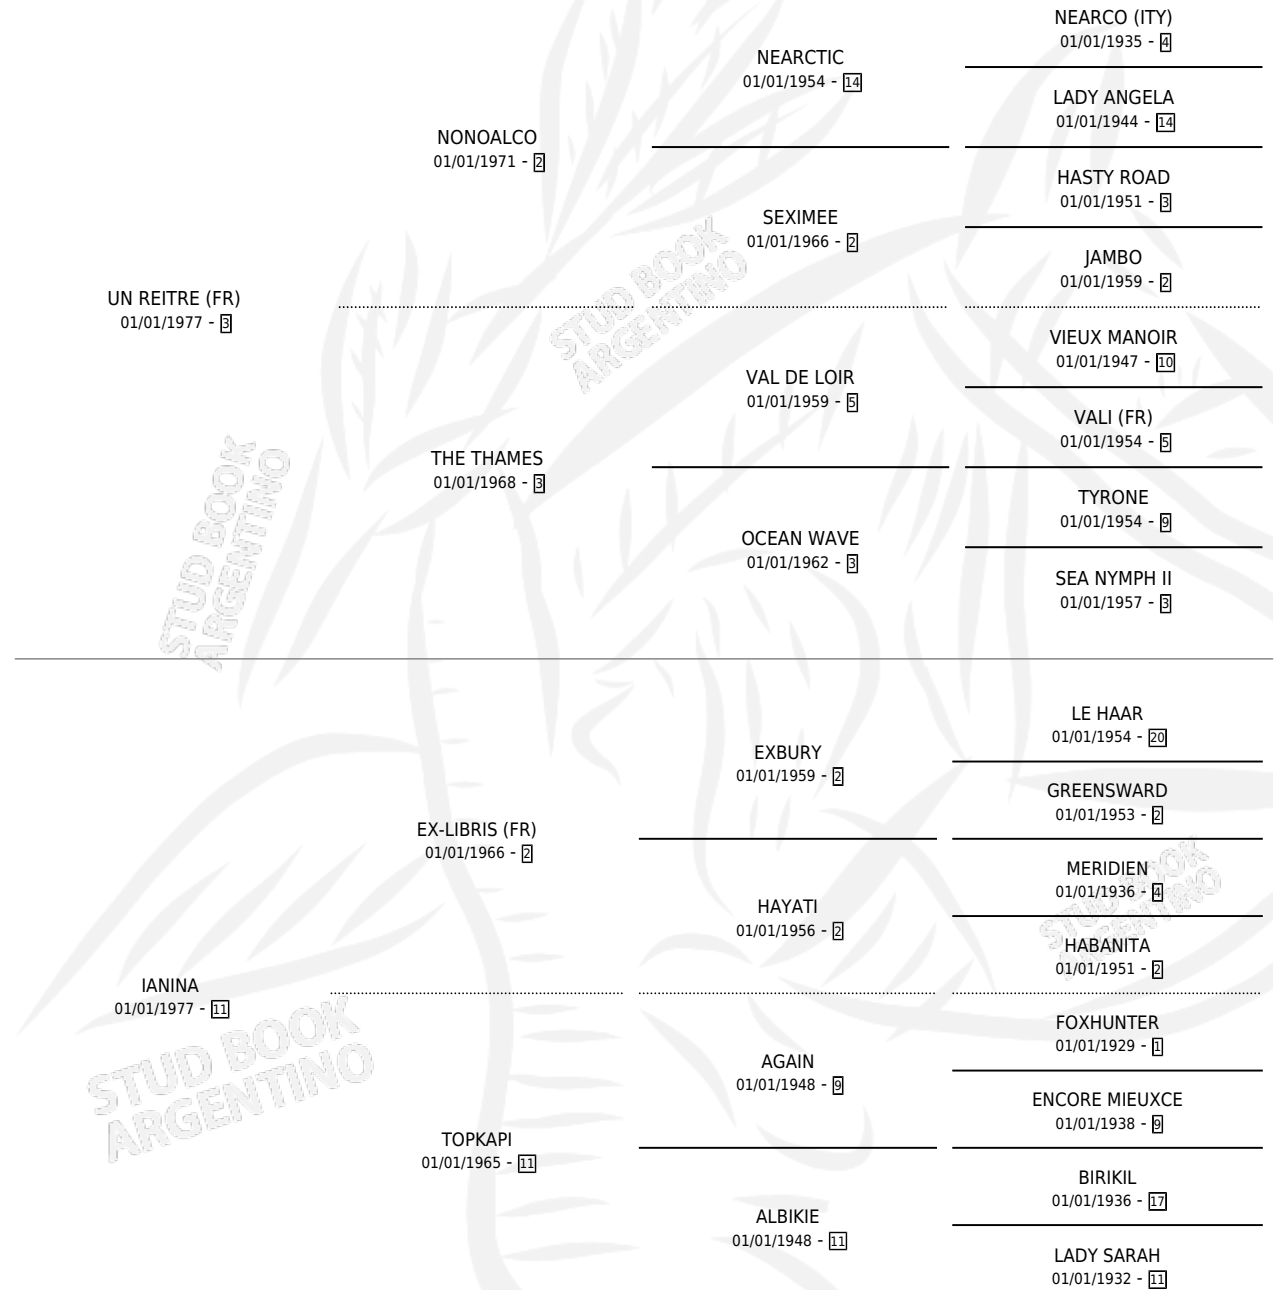 NEARCO (ITY)
01/01/1935 - 4
NEARCTIC
01/01/1954 - 14
LADY ANGELA
01/01/1944 - 14
NONOALCO
01/01/1971 - 2
HASTY ROAD
01/01/1951 - 3
SEXIMEE
01/01/1966 - 2
JAMBO
01/01/1959 - 2
UN REITRE (FR)
01/01/1977 - 3
VIEUX MANOIR
01/01/1947 - 10
VAL DE LOIR
01/01/1959 - 5
VALI (FR)
01/01/1954 - 5
THE THAMES
01/01/1968 - 3
TYRONE
01/01/1954 - 9
OCEAN WAVE
01/01/1962 - 3
SEA NYMPH II
01/01/1957 - 3
LE HAAR
01/01/1954 - 20
EXBURY
01/01/1959 - 2
GREENSWARD
01/01/1953 - 2
EX-LIBRIS (FR)
01/01/1966 - 2
MERIDIEN
01/01/1936 - 4
HAYATI
01/01/1956 - 2
HABANITA
01/01/1951 - 2
IANINA
01/01/1977 - 11
FOXHUNTER
01/01/1929 - 1
AGAIN
01/01/1948 - 9
ENCORE MIEUXCE
01/01/1938 - 9
TOPKAPI
01/01/1965 - 11
BIRIKIL
01/01/1936 - 17
ALBIKIE
01/01/1948 - 11
LADY SARAH
01/01/1932 - 11
STUD BOOK
ARGENTINO
STUD BOOK
ARGENTINO
STUD BOOK
ARGENTINO
STUD BOOK
ARGENTINO